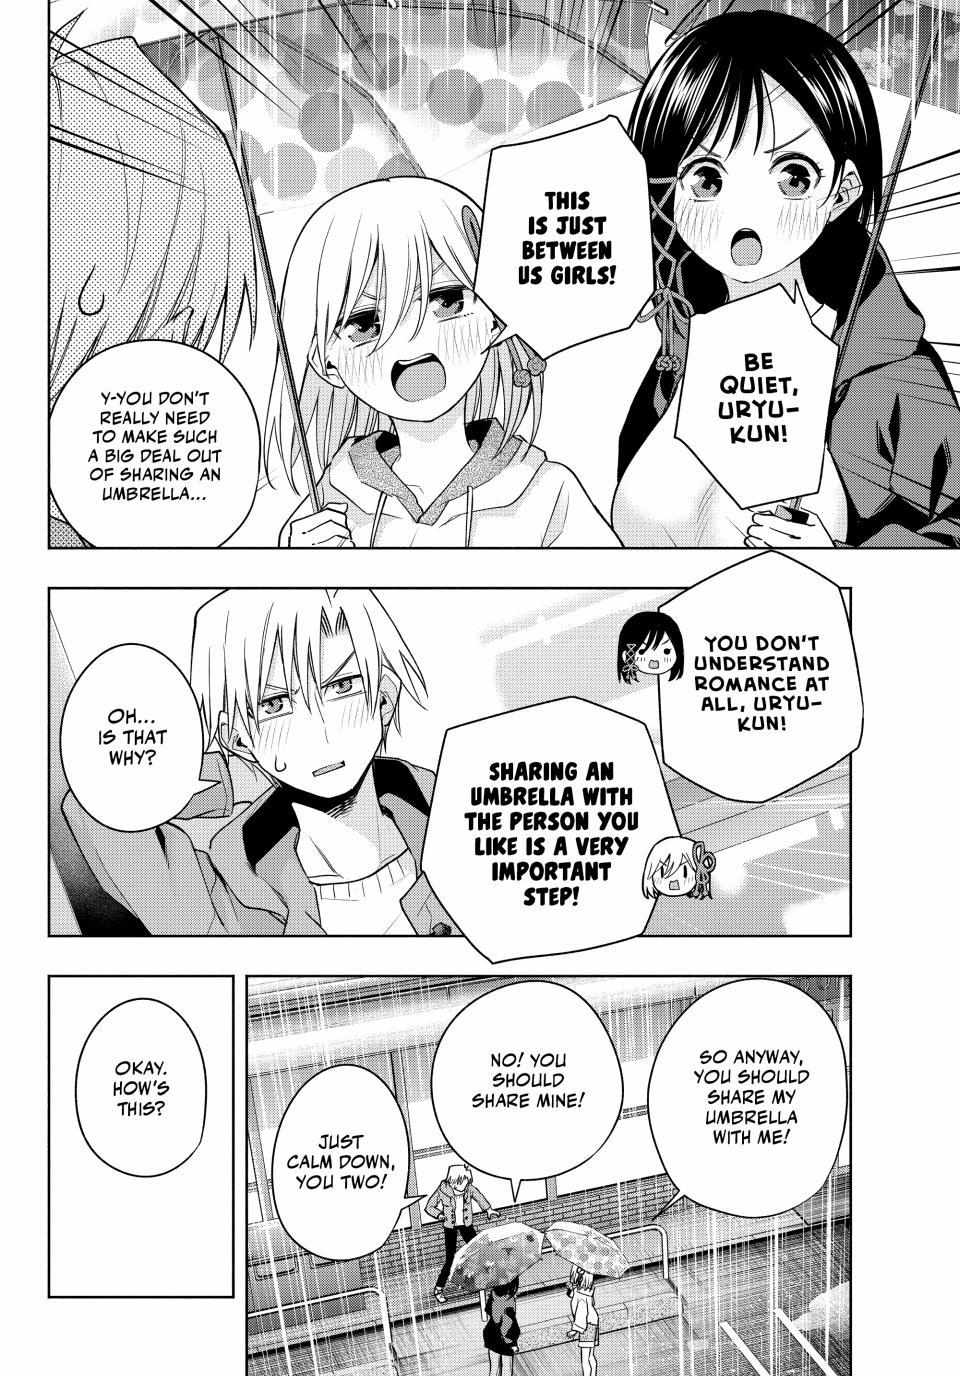 BE
QUIET,
URYU-
KUN!
THIS
IS JUST
BETWEEN
US GIRLS!
Y-YOU DON'T
REALLY NEED
TO MAKE SUCH
A BIG DEAL OUT
OF SHARING AN
UMBRELLA...
YOU DON'T
UNDERSTAND
ROMANCE AT
ALL, URYU-
KUN!
SHARING AN
UMBRELLA WITH
THE PERSON YOU
LIKE IS A VERY
IMPORTANT
STEP!
OH...
IS THAT
WHY?
SO ANYWAY,
YOU SHOULD
SHARE MY
UMBRELLA
WITH ME!
NO! YOU
SHOULD
SHARE MINE!
JUST
CALM DOWN,
YOU TWO!
OKAY.
HOW'S
THIS?